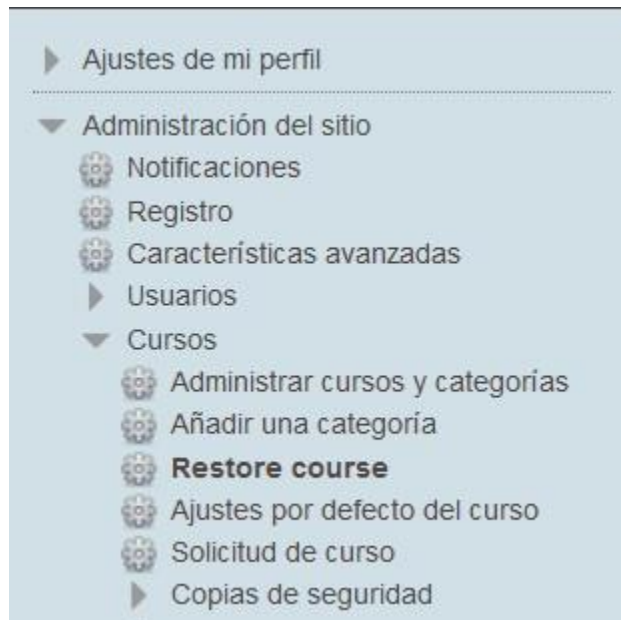 Ajustes de mi perfil
Administración del sitio
Notificaciones
Registro
Características avanzadas
Usuarios
Cursos
Administrar cursos y categorías
Añadir una categoría
Restore course
Ajustes por defecto del curso
Solicitud de curso
Copias de seguridad